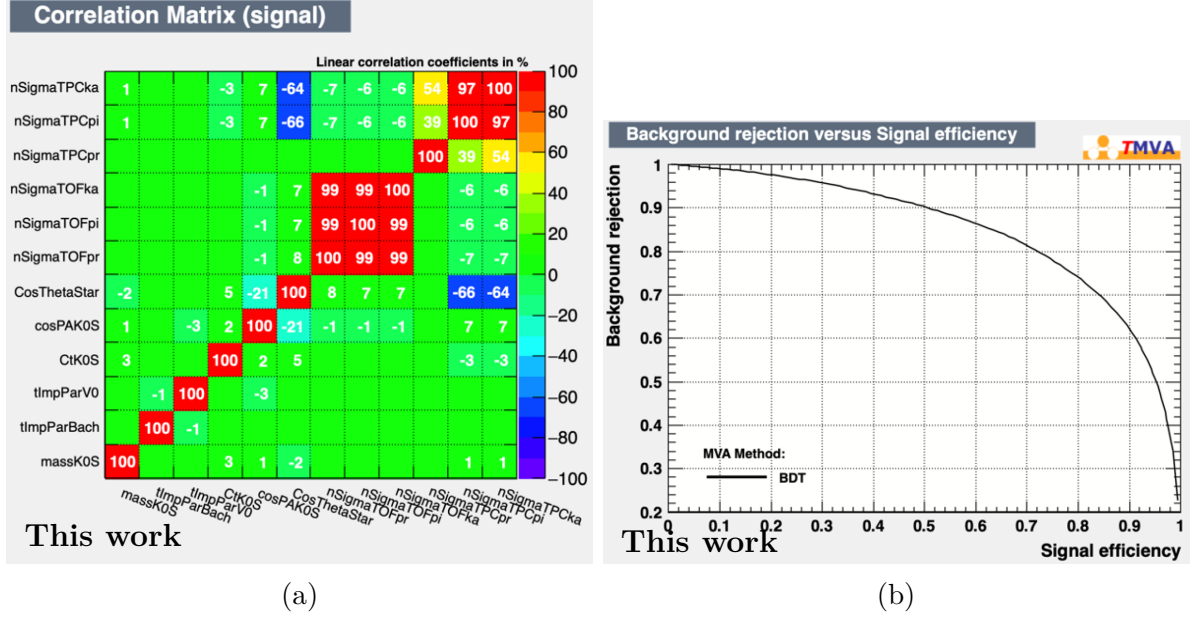 Correlation Matrix (signal)
Linear correlation coefficients in %
nSigmaTPCka 1 -3 7 -64 -7 -6 -6 54 97 100
nSigmaTPCpi 1 -3 7 -66 -7 -6 -6 39 100 97
nSigmaTPCpr 100 39 54
nSigmaTOFka -1 7 99 99 100 -6 -6
nSigmaTOFpi -1 7 99 100 99 -6 -6
nSigmaTOFpr -1 8 100 99 99 -7 -7
CosThetaStar -2 5 -21 100 8 7 7 -66 -64
cosPAK0S 1 -3 2 100 -21 -1 -1 -1 7 7
CtK0S 3 100 2 5 -3 -3
tImpParV0 -1 100 -3
tImpParBach 100 -1
massK0S 100 3 1 -2 1 1
massK0S
tImpParBach
tImpParV0
CtK0S
cosPAK0S
CosThetaStar
nSigmaTOFpr
nSigmaTOFpi
nSigmaTOFka
nSigmaTPCpr
nSigmaTPCpi
nSigmaTPCka
100
80
60
40
20
0
−20
−40
−60
−80
−100
This work
(a)
Background rejection versus Signal efficiency
TMVA
Background rejection
1
0.9
0.8
0.7
0.6
0.5
0.4
0.3
0.2
MVA Method:
BDT
0 0.1 0.2 0.3 0.4 0.5 0.6 0.7 0.8 0.9 1
Signal efficiency
This work
(b)